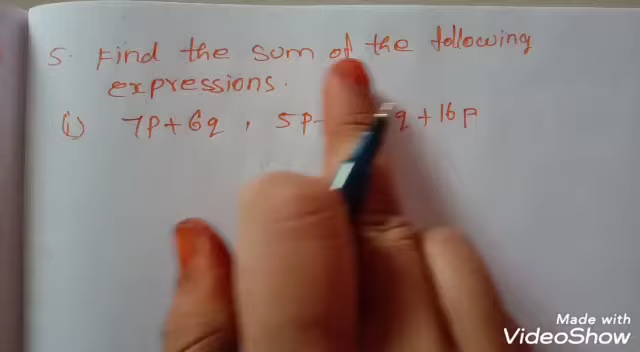 5. Find the sum of the following
expressions.
i) 7p+6q , 5p- q+16p
Made with
VideoShow